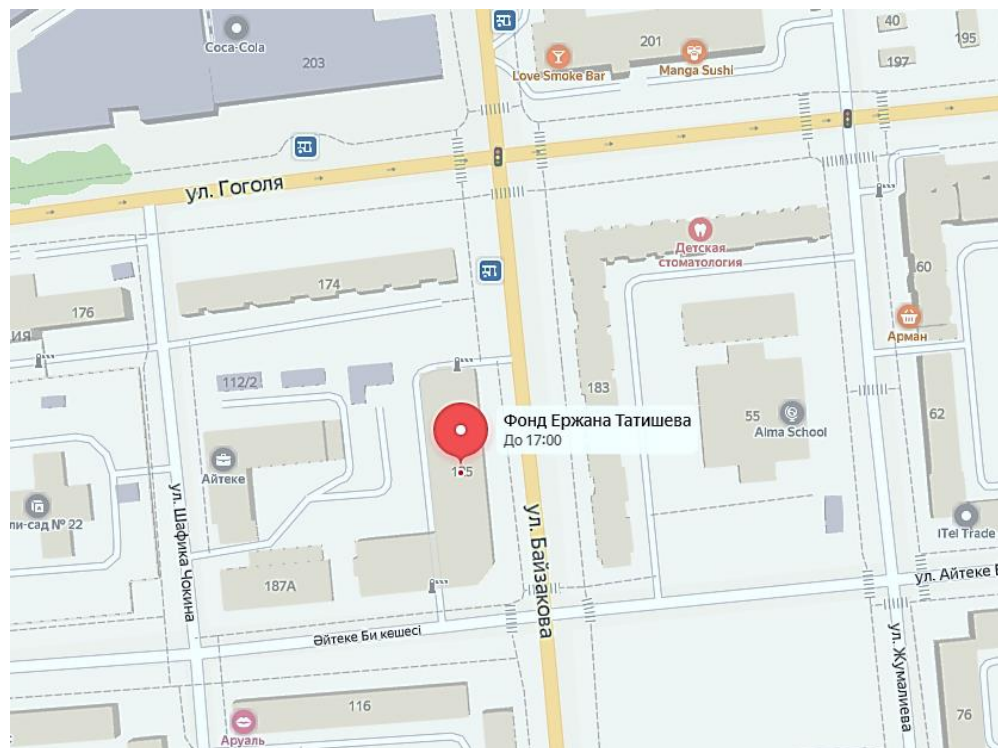 Coca-Cola
203
201
40
195
197
Love Smoke Bar
Manga Sushi
ул. Гоголя
Детская
стоматология
174
176
ИЯ
60
Арман
112/2
183
Фонд Ержана Татишева
До 17:00
55
Alma School
62
Айтеке
ли-сад № 22
ул. Шафика Чокина
ул. Байзакова
ITel Trade
187А
ул. Айтеке Б
Әйтеке Би көшесі
ул. Жумалиева
116
Аруаль
76